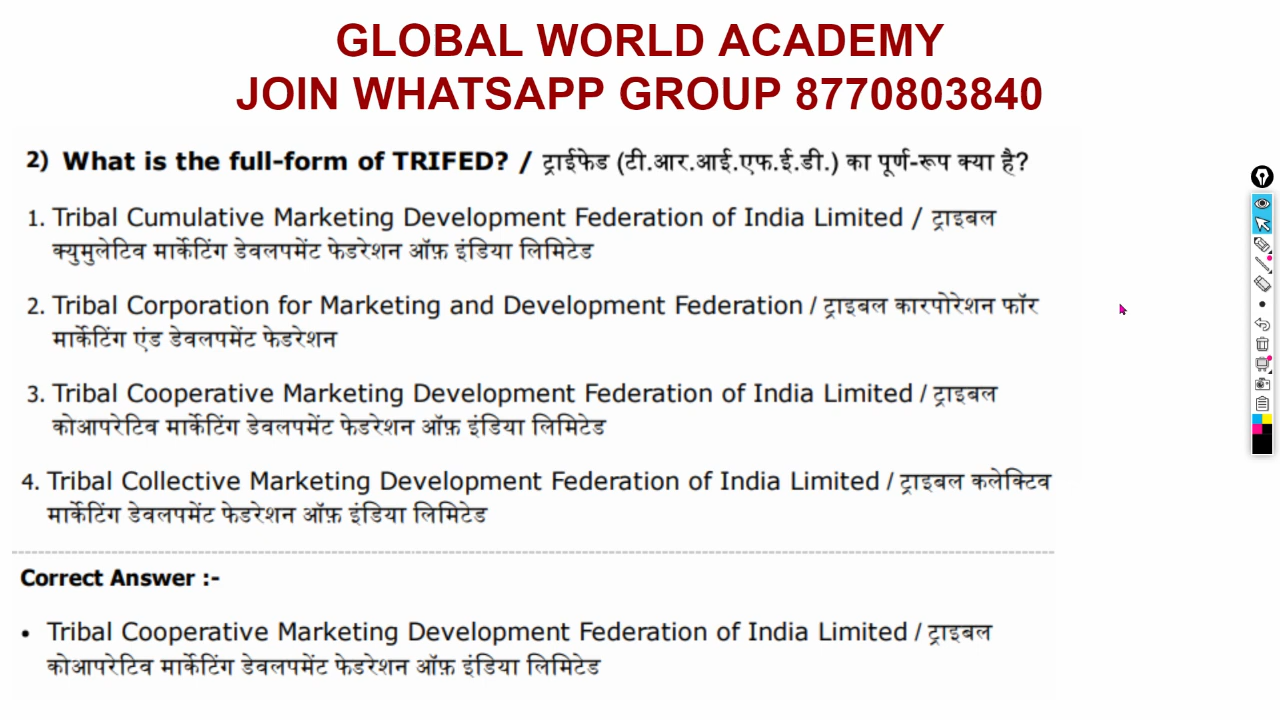 GLOBAL WORLD ACADEMY
JOIN WHATSAPP GROUP 8770803840
2) What is the full-form of TRIFED? / ट्राईफेड (टी.आर.आई.एफ.ई.डी.) का पूर्ण-रूप क्या है?
1. Tribal Cumulative Marketing Development Federation of India Limited / ट्राइबल
क्युमुलेटिव मार्केटिंग डेवलपमेंट फेडरेशन ऑफ़ इंडिया लिमिटेड
2. Tribal Corporation for Marketing and Development Federation / ट्राइबल कारपोरेशन फॉर
मार्केटिंग एंड डेवलपमेंट फेडरेशन
3. Tribal Cooperative Marketing Development Federation of India Limited / ट्राइबल
कोआपरेटिव मार्केटिंग डेवलपमेंट फेडरेशन ऑफ़ इंडिया लिमिटेड
4. Tribal Collective Marketing Development Federation of India Limited / ट्राइबल कलेक्टिव
मार्केटिंग डेवलपमेंट फेडरेशन ऑफ़ इंडिया लिमिटेड
Correct Answer :-
• Tribal Cooperative Marketing Development Federation of India Limited / ट्राइबल
कोआपरेटिव मार्केटिंग डेवलपमेंट फेडरेशन ऑफ़ इंडिया लिमिटेड